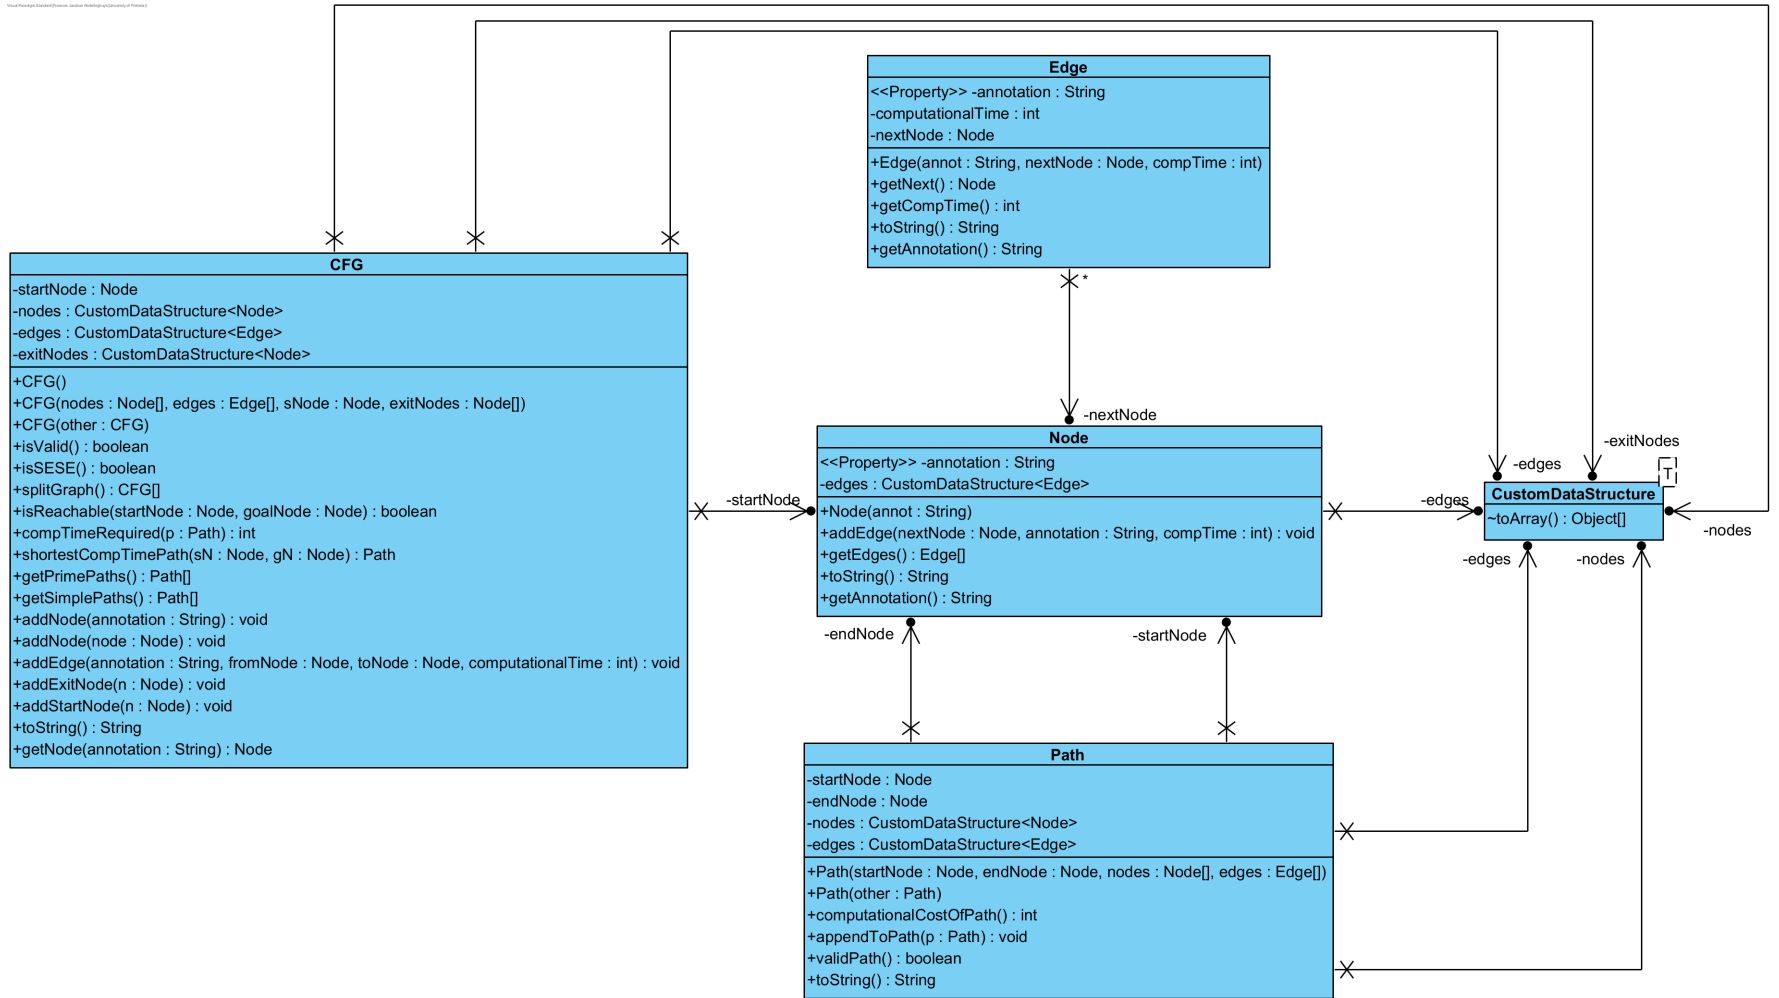 Edge
<<Property>> -annotation : String
-computationalTime : int
-nextNode : Node
+Edge(annot : String, nextNode : Node, compTime : int)
+getNext() : Node
+getCompTime() : int
+toString() : String
+getAnnotation() : String
*
-nextNode
CFG
-startNode : Node
-nodes : CustomDataStructure<Node>
-edges : CustomDataStructure<Edge>
-exitNodes : CustomDataStructure<Node>
+CFG()
+CFG(nodes : Node[], edges : Edge[], sNode : Node, exitNodes : Node[])
+CFG(other : CFG)
+isValid() : boolean
+isSESE() : boolean
+splitGraph() : CFG[]
+isReachable(startNode : Node, goalNode : Node) : boolean
+compTimeRequired(p : Path) : int
+shortestCompTimePath(sN : Node, gN : Node) : Path
+getPrimePaths() : Path[]
+getSimplePaths() : Path[]
+addNode(annotation : String) : void
+addNode(node : Node) : void
+addEdge(annotation : String, fromNode : Node, toNode : Node, computationalTime : int) : void
+addExitNode(n : Node) : void
+addStartNode(n : Node) : void
+toString() : String
+getNode(annotation : String) : Node
-startNode
Node
<<Property>> -annotation : String
-edges : CustomDataStructure<Edge>
+Node(annot : String)
+addEdge(nextNode : Node, annotation : String, compTime : int) : void
+getEdges() : Edge[]
+toString() : String
+getAnnotation() : String
-edges
-edges
-exitNodes
T
CustomDataStructure
~toArray() : Object[]
-nodes
-edges
-nodes
-endNode
-startNode
Path
-startNode : Node
-endNode : Node
-nodes : CustomDataStructure<Node>
-edges : CustomDataStructure<Edge>
+Path(startNode : Node, endNode : Node, nodes : Node[], edges : Edge[])
+Path(other : Path)
+computationalCostOfPath() : int
+appendToPath(p : Path) : void
+validPath() : boolean
+toString() : String